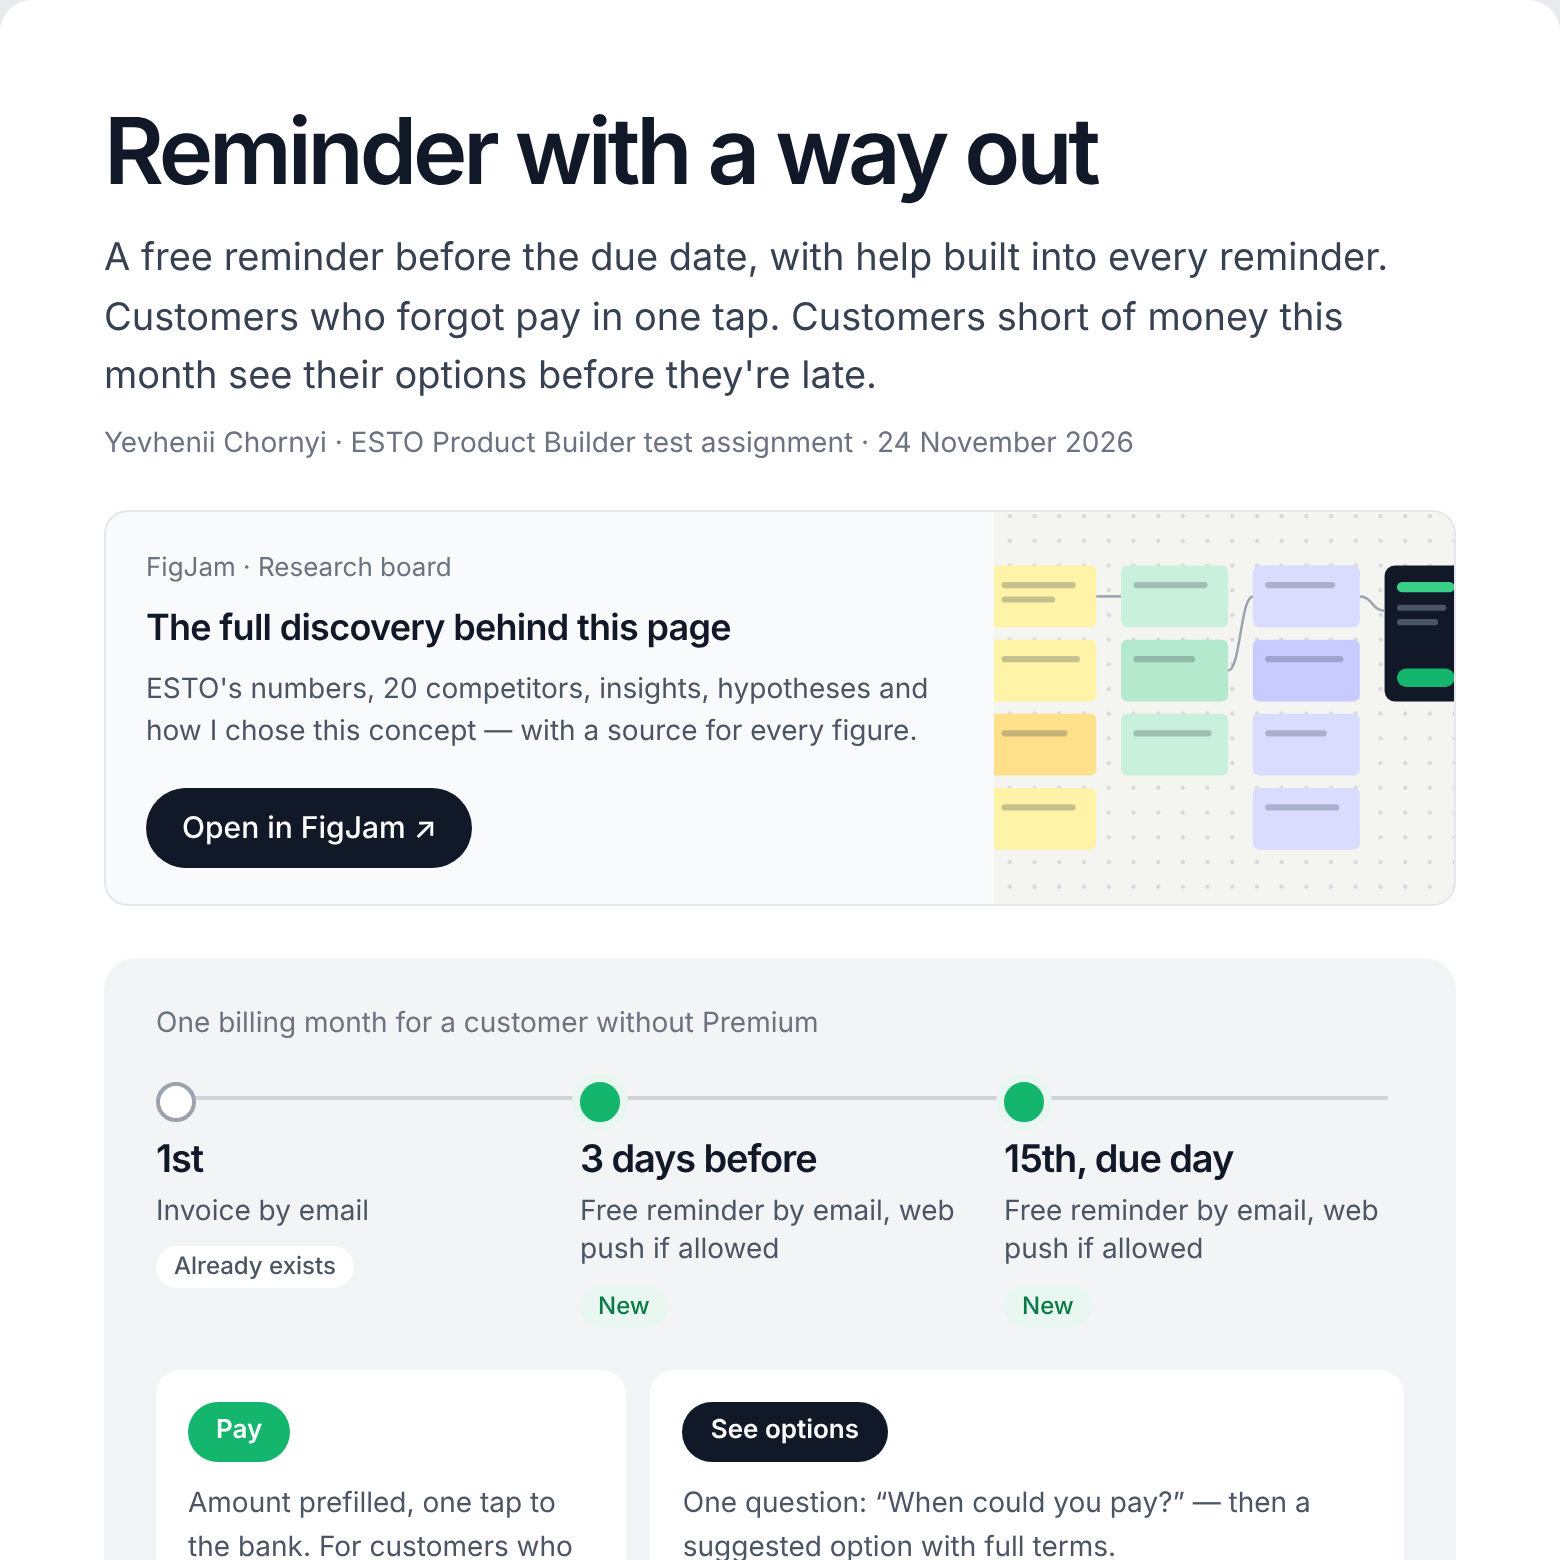 Reminder with a way out
A free reminder before the due date, with help built into every reminder.
Customers who forgot pay in one tap. Customers short of money this
month see their options before they're late.
Yevhenii Chornyi · ESTO Product Builder test assignment · 24 November 2026
FigJam · Research board
The full discovery behind this page
ESTO's numbers, 20 competitors, insights, hypotheses and
how I chose this concept — with a source for every figure.
Open in FigJam ↗
One billing month for a customer without Premium
1st
Invoice by email
Already exists
3 days before
Free reminder by email, web
push if allowed
New
15th, due day
Free reminder by email, web
push if allowed
New
Pay
Amount prefilled, one tap to
the bank. For customers who
See options
One question: “When could you pay?” — then a
suggested option with full terms.